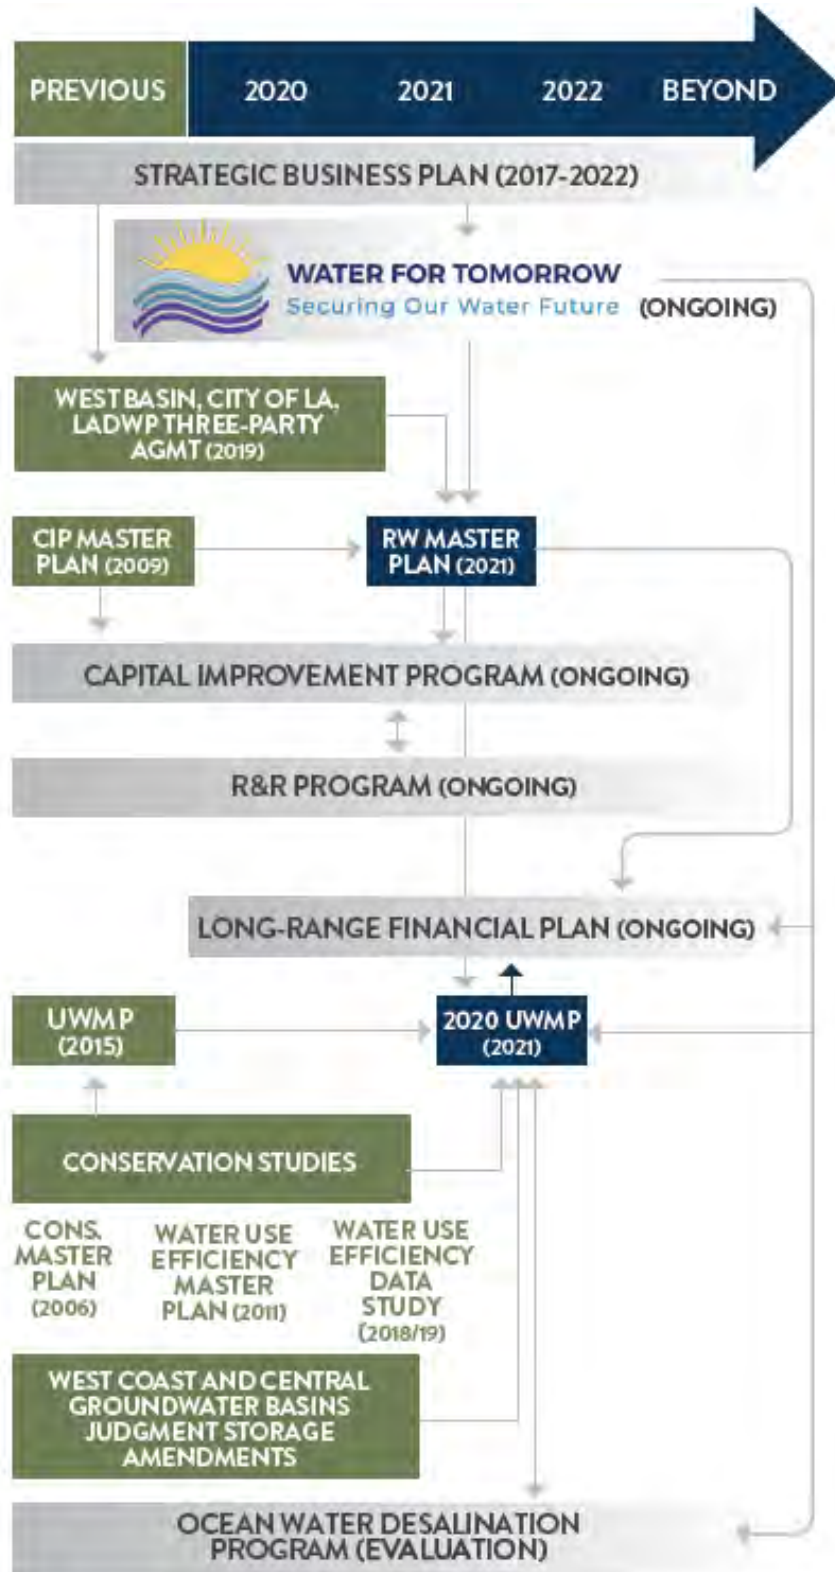 PREVIOUS 2020 2021 2022 BEYOND
STRATEGIC BUSINESS PLAN (2017-2022)
WATER FOR TOMORROW
Securing Our Water Future (ONGOING)
WEST BASIN, CITY OF LA,
LADWP THREE-PARTY
AGMT (2019)
CIP MASTER
PLAN (2009)
RW MASTER
PLAN (2021)
CAPITAL IMPROVEMENT PROGRAM (ONGOING)
R&R PROGRAM (ONGOING)
LONG-RANGE FINANCIAL PLAN (ONGOING)
UWMP
(2015)
2020 UWMP
(2021)
CONSERVATION STUDIES
CONS.
MASTER
PLAN
(2006)
WATER USE
EFFICIENCY
MASTER
PLAN (2011)
WATER USE
EFFICIENCY
DATA
STUDY
(2018/19)
WEST COAST AND CENTRAL
GROUNDWATER BASINS
JUDGMENT STORAGE
AMENDMENTS
OCEAN WATER DESALINATION
PROGRAM (EVALUATION)